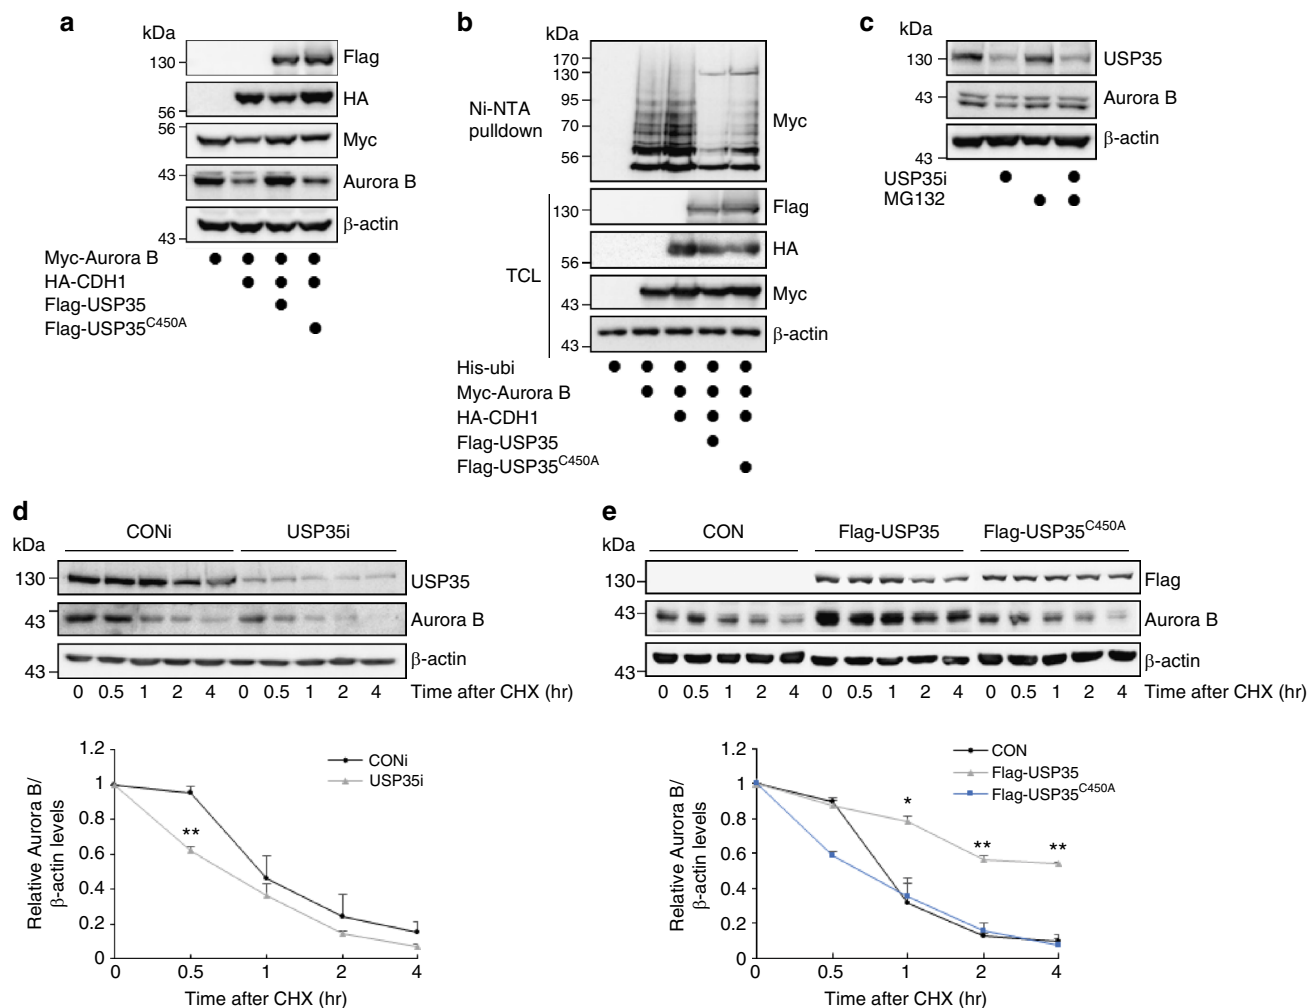 a
kDa
130
Flag
HA
56
56
Myc
43
Aurora B
β-actin
43
Myc-Aurora B
HA-CDH1
Flag-USP35
Flag-USP35C450A
b
kDa
170
130
95
70
56
Ni-NTA
pulldown
Myc
130
Flag
HA
56
TCL
Myc
43
β-actin
43
His-ubi
Myc-Aurora B
HA-CDH1
Flag-USP35
Flag-USP35C450A
c
kDa
130
USP35
43
Aurora B
β-actin
43
USP35i
MG132
d
CONi USP35i
kDa
130
USP35
43
Aurora B
β-actin
43
0 0.5 1 2 4 0 0.5 1 2 4 Time after CHX (hr)
1.2
1
0.8
0.6
0.4
0.2
0
Relative Aurora B/
β-actin levels
CONi
USP35i
**
0 0.5 1 2 4
Time after CHX (hr)
e
CON Flag-USP35 Flag-USP35C450A
kDa
130
Flag
43
Aurora B
β-actin
43
0 0.5 1 2 4 0 0.5 1 2 4 0 0.5 1 2 4 Time after CHX (hr)
1.2
1
0.8
0.6
0.4
0.2
0
Relative Aurora B/
β-actin levels
CON
Flag-USP35
Flag-USP35C450A
*
** **
0 0.5 1 2 4
Time after CHX (hr)